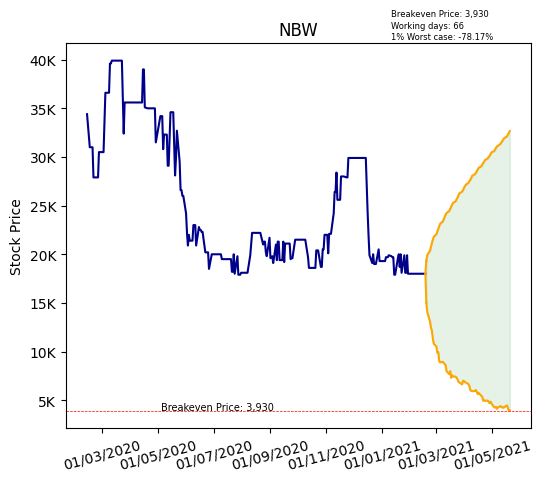 Breakeven Price: 3,930
Working days: 66
1% Worst case: -78.17%
NBW
Stock Price
40K
35K
30K
25K
20K
15K
10K
5K
Breakeven Price: 3,930
01/03/2020
01/05/2020
01/07/2020
01/09/2020
01/11/2020
01/01/2021
01/03/2021
01/05/2021